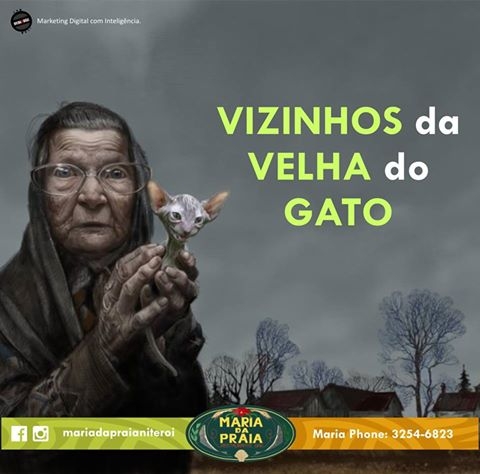 Marketing Digital com Inteligência.
VIZINHOS da
VELHA do
GATO
mariadapraianiteroi
MARIA
DA
PRAIA
Maria Phone: 3254-6823